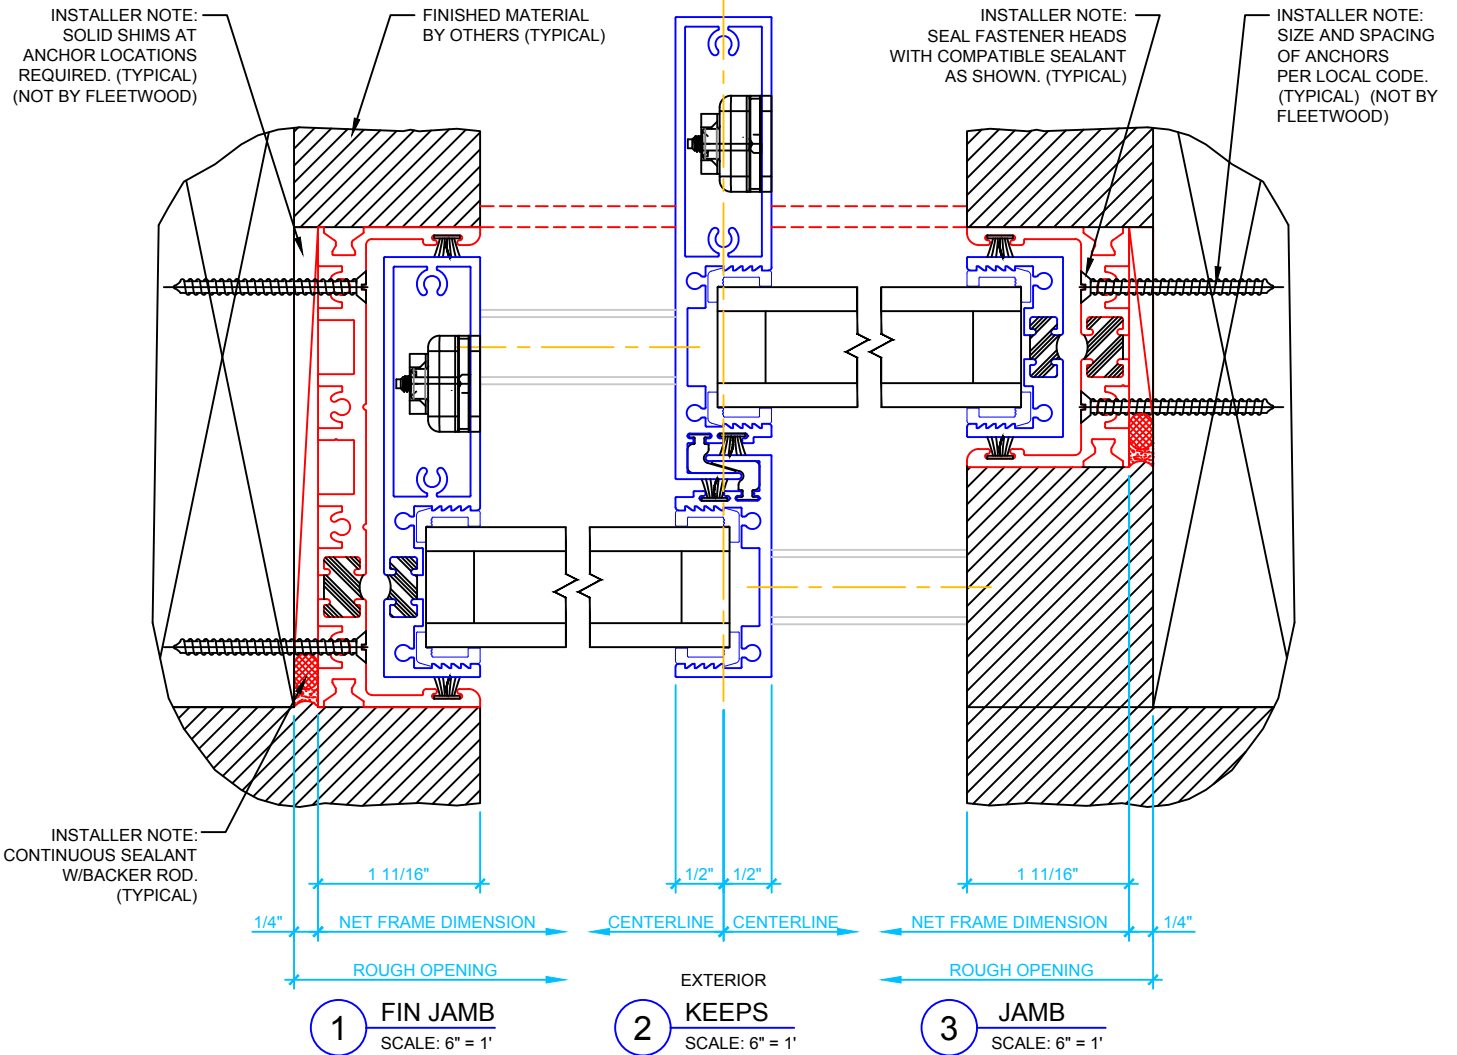 INSTALLER NOTE:
SOLID SHIMS AT
ANCHOR LOCATIONS
REQUIRED. (TYPICAL)
(NOT BY FLEETWOOD)
FINISHED MATERIAL
BY OTHERS (TYPICAL)
INSTALLER NOTE:
SEAL FASTENER HEADS
WITH COMPATIBLE SEALANT
AS SHOWN. (TYPICAL)
INSTALLER NOTE:
SIZE AND SPACING
OF ANCHORS
PER LOCAL CODE.
(TYPICAL) (NOT BY
FLEETWOOD)
INSTALLER NOTE:
CONTINUOUS SEALANT
W/BACKER ROD.
(TYPICAL)
1 11/16"
1/2"
1/2"
1 11/16"
1/4"
NET FRAME DIMENSION
CENTERLINE
CENTERLINE
NET FRAME DIMENSION
1/4"
ROUGH OPENING
EXTERIOR
ROUGH OPENING
1
FIN JAMB
SCALE: 6" = 1'
2
KEEPS
SCALE: 6" = 1'
3
JAMB
SCALE: 6" = 1'